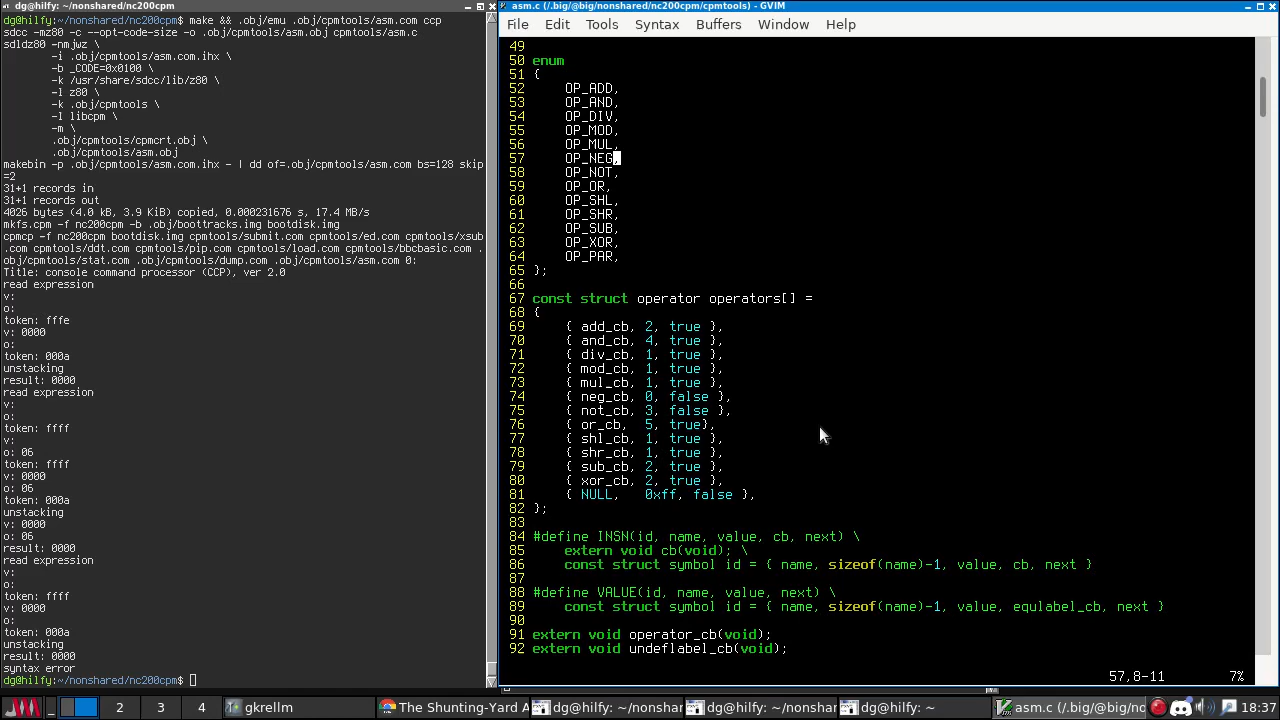 dg@hilfy:~/nonshared/nc200cpm
dg@hilfy:~/nonshared/nc200cpm$ make && .obj/emu .obj/cpmtools/asm.com ccp
sdcc -mz80 -c --opt-code-size -o .obj/cpmtools/asm.obj cpmtools/asm.c
sdldz80 -nmjwz \
-i .obj/cpmtools/asm.com.ihx \
-b _CODE=0x0100 \
-k /usr/share/sdcc/lib/z80 \
-l z80 \
-k .obj/cpmtools \
-l libcpm \
-m \
.obj/cpmtools/cpmcrt.obj \
.obj/cpmtools/asm.obj
makebin -p .obj/cpmtools/asm.com.ihx - | dd of=.obj/cpmtools/asm.com bs=128 skip
=2
31+1 records in
31+1 records out
4026 bytes (4.0 kB, 3.9 KiB) copied, 0.000231676 s, 17.4 MB/s
mkfs.cpm -f nc200cpm -b .obj/boottracks.img bootdisk.img
cpmcp -f nc200cpm bootdisk.img cpmtools/submit.com cpmtools/ed.com cpmtools/xsub
.com cpmtools/ddt.com cpmtools/pip.com cpmtools/load.com cpmtools/bbcbasic.com .
obj/cpmtools/stat.com .obj/cpmtools/dump.com .obj/cpmtools/asm.com 0:
Title: console command processor (CCP), ver 2.0
read expression
v:
o:
token: fffe
v: 0000
o:
token: 000a
unstacking
result: 0000
read expression
v:
o:
token: ffff
v:
o: 06
token: ffff
v: 0000
o: 06
token: 000a
unstacking
v: 0000
o: 06
result: 0000
read expression
v:
o:
token: ffff
v: 0000
o:
token: 000a
unstacking
result: 0000
syntax error
dg@hilfy:~/nonshared/nc200cpm$
asm.c (/.big/@big/nonshared/nc200cpm/cpmtools) - GVIM
File Edit Tools Syntax Buffers Window Help
49
50 enum
51 {
52 OP_ADD,
53 OP_AND,
54 OP_DIV,
55 OP_MOD,
56 OP_MUL,
57 OP_NEG,
58 OP_NOT,
59 OP_OR,
60 OP_SHL,
61 OP_SHR,
62 OP_SUB,
63 OP_XOR,
64 OP_PAR,
65 };
66
67 const struct operator operators[] =
68 {
69 { add_cb, 2, true },
70 { and_cb, 4, true },
71 { div_cb, 1, true },
72 { mod_cb, 1, true },
73 { mul_cb, 1, true },
74 { neg_cb, 0, false },
75 { not_cb, 3, false },
76 { or_cb, 5, true},
77 { shl_cb, 1, true },
78 { shr_cb, 1, true },
79 { sub_cb, 2, true },
80 { xor_cb, 2, true },
81 { NULL, 0xff, false },
82 };
83
84 #define INSN(id, name, value, cb, next) \
85 extern void cb(void); \
86 const struct symbol id = { name, sizeof(name)-1, value, cb, next }
87
88 #define VALUE(id, name, value, next) \
89 const struct symbol id = { name, sizeof(name)-1, value, equlabel_cb, next }
90
91 extern void operator_cb(void);
92 extern void undeflabel_cb(void);
57,8-11 7%
2 3 4 gkrellm The Shunting-Yard A dg@hilfy: ~/nonshar dg@hilfy: ~/nonshar dg@hilfy: ~ asm.c (/.big/@big/no 18:37